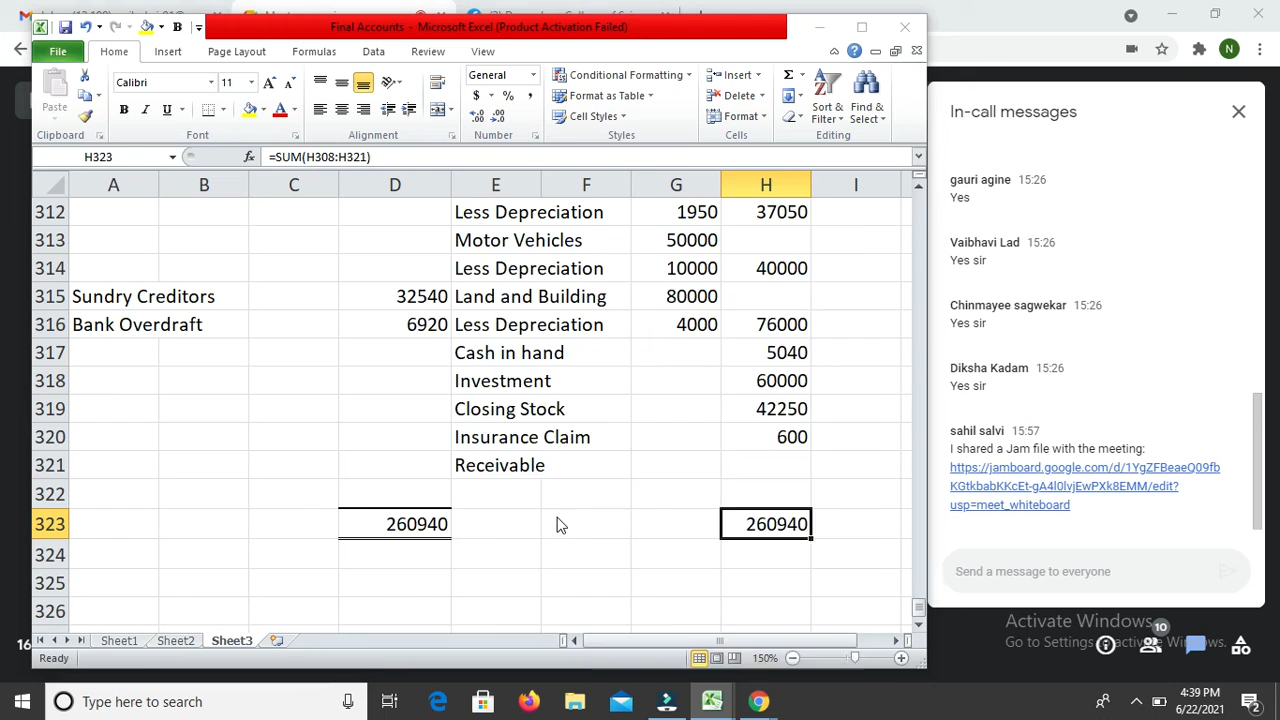 Final Accounts - Microsoft Excel (Product Activation Failed)
File Home Insert Page Layout Formulas Data Review View
Paste
Calibri 11
B I U A
General
$ % ,
Conditional Formatting
Format as Table
Cell Styles
Insert
Delete
Format
Σ
Sort & Filter
Find & Select
Clipboard Font Alignment Number Styles Cells Editing
H323 fx =SUM(H308:H321)
A B C D E F G H I
312 Less Depreciation 1950 37050
313 Motor Vehicles 50000
314 Less Depreciation 10000 40000
315 Sundry Creditors 32540 Land and Building 80000
316 Bank Overdraft 6920 Less Depreciation 4000 76000
317 Cash in hand 5040
318 Investment 60000
319 Closing Stock 42250
320 Insurance Claim 600
321 Receivable
322
323 260940 260940
324
325
326
Sheet1 Sheet2 Sheet3
Ready 150%
N
In-call messages
gauri agine 15:26
Yes
Vaibhavi Lad 15:26
Yes sir
Chinmayee sagwekar 15:26
Yes sir
Diksha Kadam 15:26
Yes sir
sahil salvi 15:57
I shared a Jam file with the meeting:
https://jamboard.google.com/d/1YgZFBeaeQ09fb
KGtkbabKKcEt-gA4l0lvjEwPXk8EMM/edit?
usp=meet_whiteboard
Send a message to everyone
Activate Windows
Go to Settings to activate Windows.
10
16
Type here to search
4:39 PM
6/22/2021
2